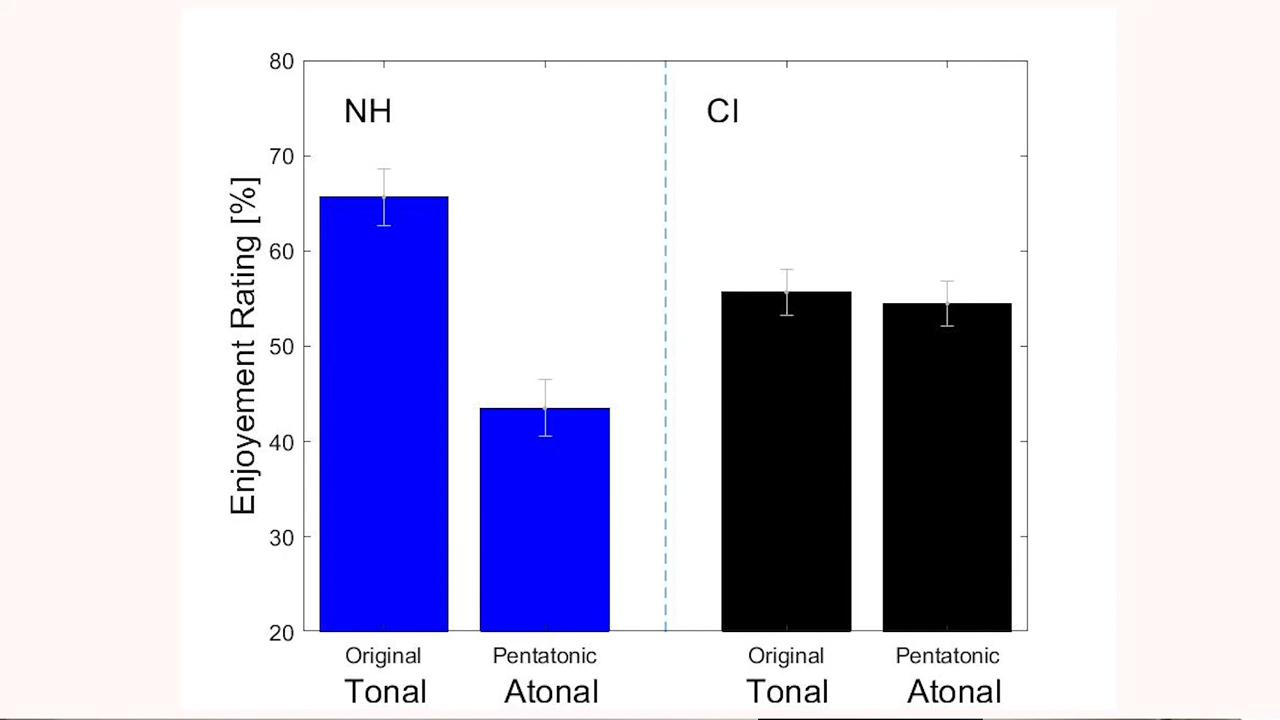 80
70
60
50
40
30
20
Enjoyement Rating [%]
NH
CI
Original
Pentatonic
Original
Pentatonic
Tonal
Atonal
Tonal
Atonal